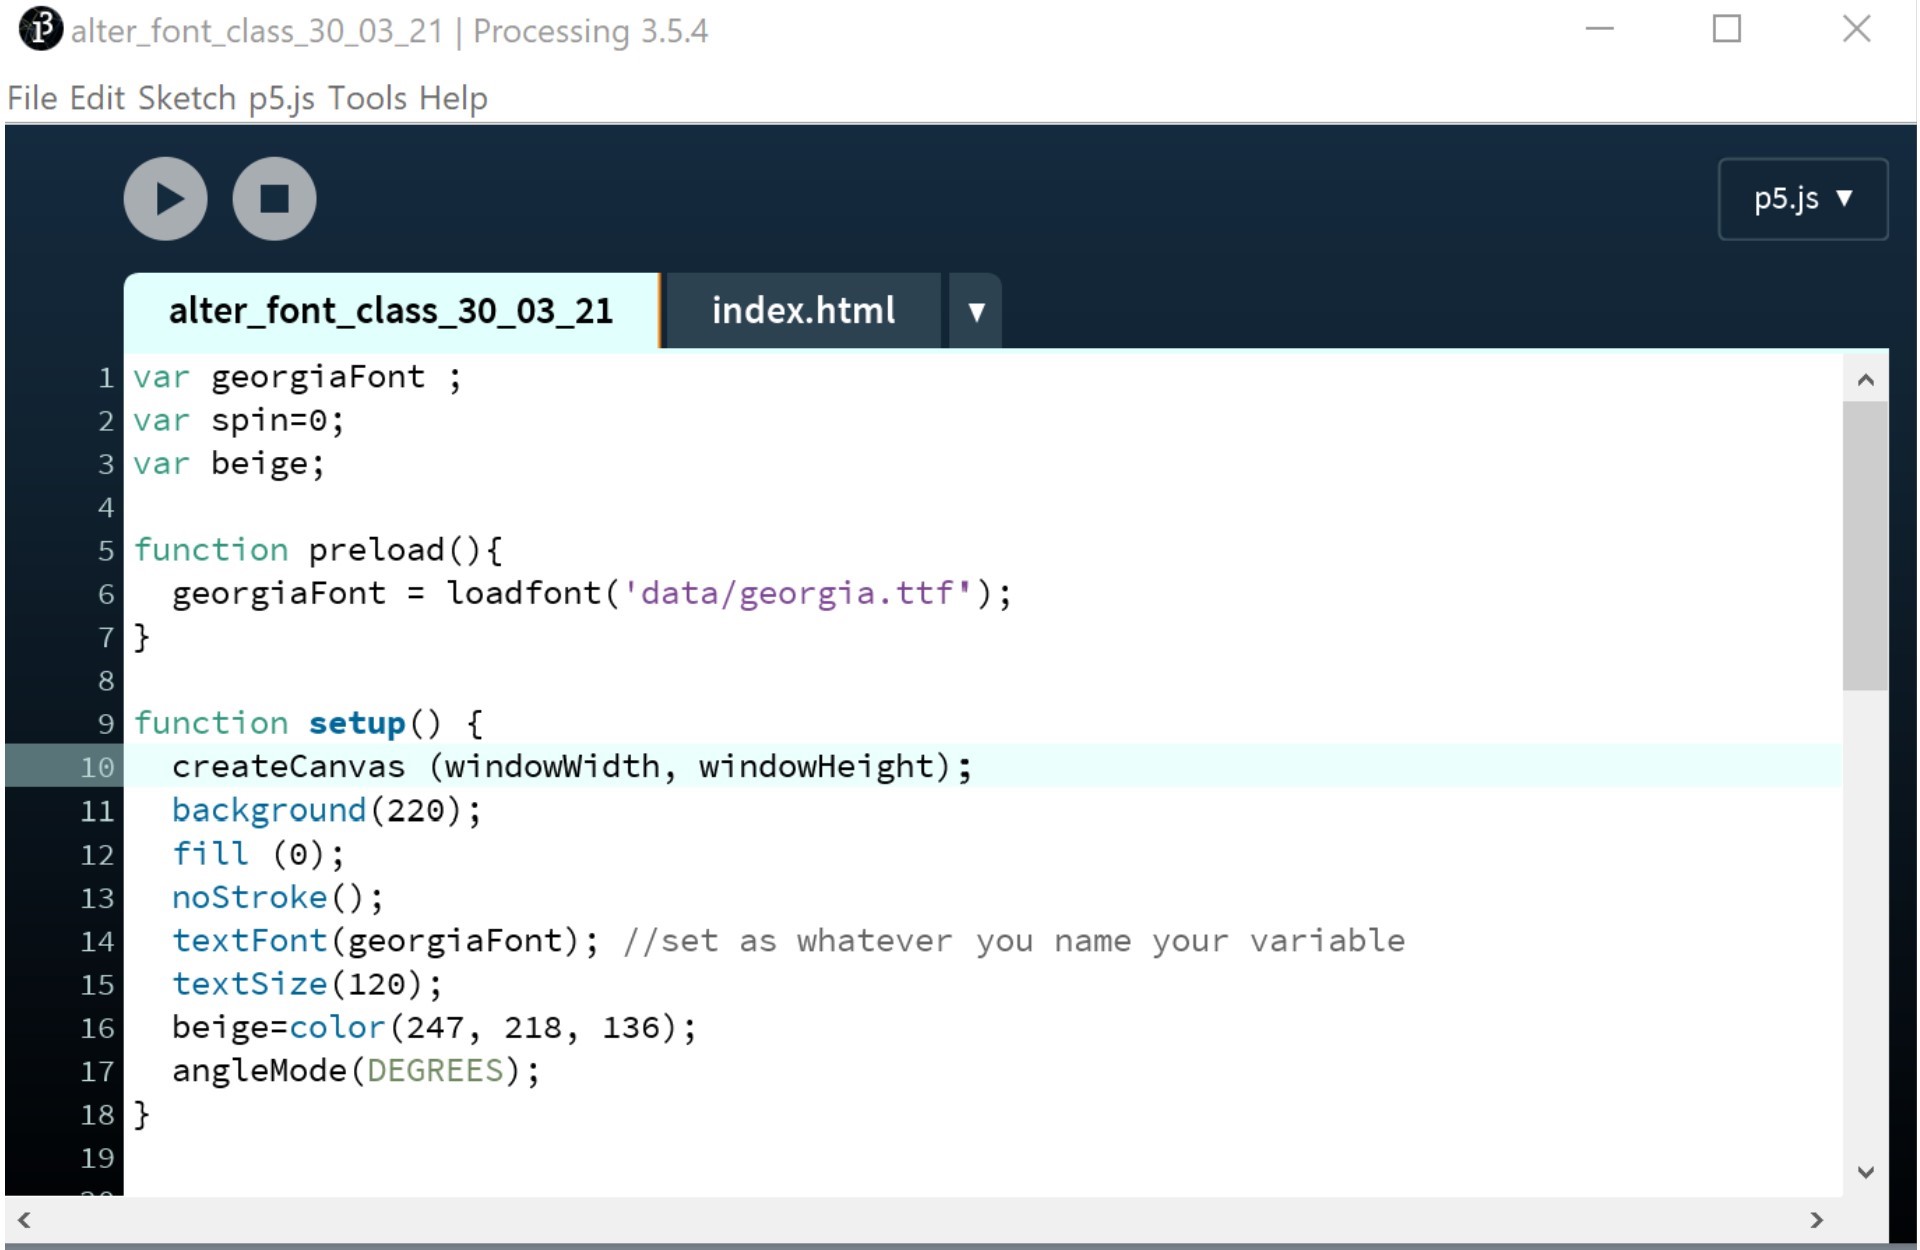 alter_font_class_30_03_21 | Processing 3.5.4
File Edit Sketch p5.js Tools Help
p5.js ▼
alter_font_class_30_03_21 index.html ▼
1 var georgiaFont ;
2 var spin=0;
3 var beige;
4
5 function preload(){
6   georgiaFont = loadfont('data/georgia.ttf');
7 }
8
9 function setup() {
10   createCanvas (windowWidth, windowHeight);
11   background(220);
12   fill (0);
13   noStroke();
14   textFont(georgiaFont); //set as whatever you name your variable
15   textSize(120);
16   beige=color(247, 218, 136);
17   angleMode(DEGREES);
18 }
19